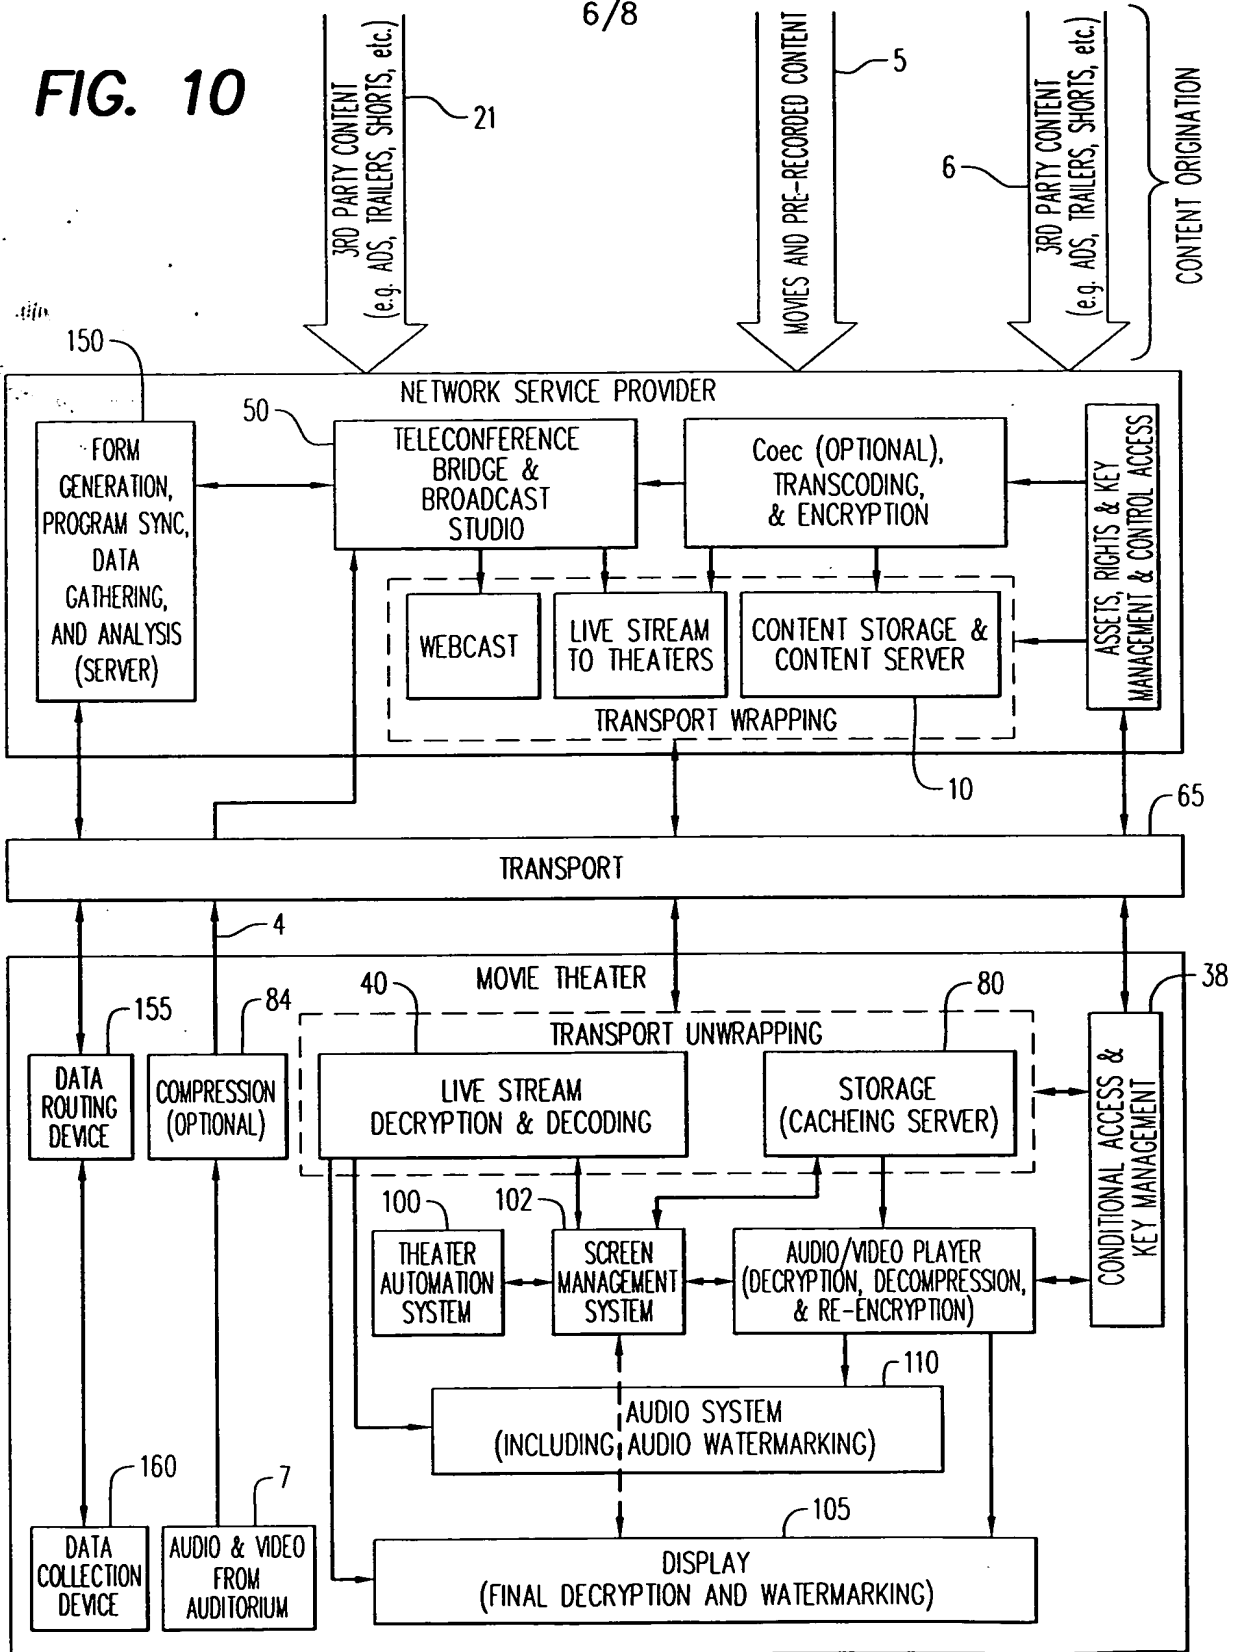 6/8
FIG. 10
3RD PARTY CONTENT
(e.g. ADS, TRAILERS, SHORTS, etc.)
21
MOVIES AND PRE-RECORDED CONTENT
5
6
3RD PARTY CONTENT
(e.g. ADS, TRAILERS, SHORTS, etc.)
CONTENT ORIGINATION
150
NETWORK SERVICE PROVIDER
50
FORM
GENERATION,
PROGRAM SYNC,
DATA
GATHERING,
AND ANALYSIS
(SERVER)
TELECONFERENCE
BRIDGE &
BROADCAST
STUDIO
Coec (OPTIONAL),
TRANSCODING,
& ENCRYPTION
ASSETS, RIGHTS & KEY
MANAGEMENT & CONTROL ACCESS
WEBCAST
LIVE STREAM
TO THEATERS
CONTENT STORAGE &
CONTENT SERVER
TRANSPORT WRAPPING
10
65
TRANSPORT
4
MOVIE THEATER
155
84
40
80
38
TRANSPORT UNWRAPPING
DATA
ROUTING
DEVICE
COMPRESSION
(OPTIONAL)
LIVE STREAM
DECRYPTION & DECODING
STORAGE
(CACHEING SERVER)
CONDITIONAL ACCESS &
KEY MANAGEMENT
100
102
THEATER
AUTOMATION
SYSTEM
SCREEN
MANAGEMENT
SYSTEM
AUDIO/VIDEO PLAYER
(DECRYPTION, DECOMPRESSION,
& RE-ENCRYPTION)
110
AUDIO SYSTEM
(INCLUDING AUDIO WATERMARKING)
160
7
105
DATA
COLLECTION
DEVICE
AUDIO & VIDEO
FROM
AUDITORIUM
DISPLAY
(FINAL DECRYPTION AND WATERMARKING)